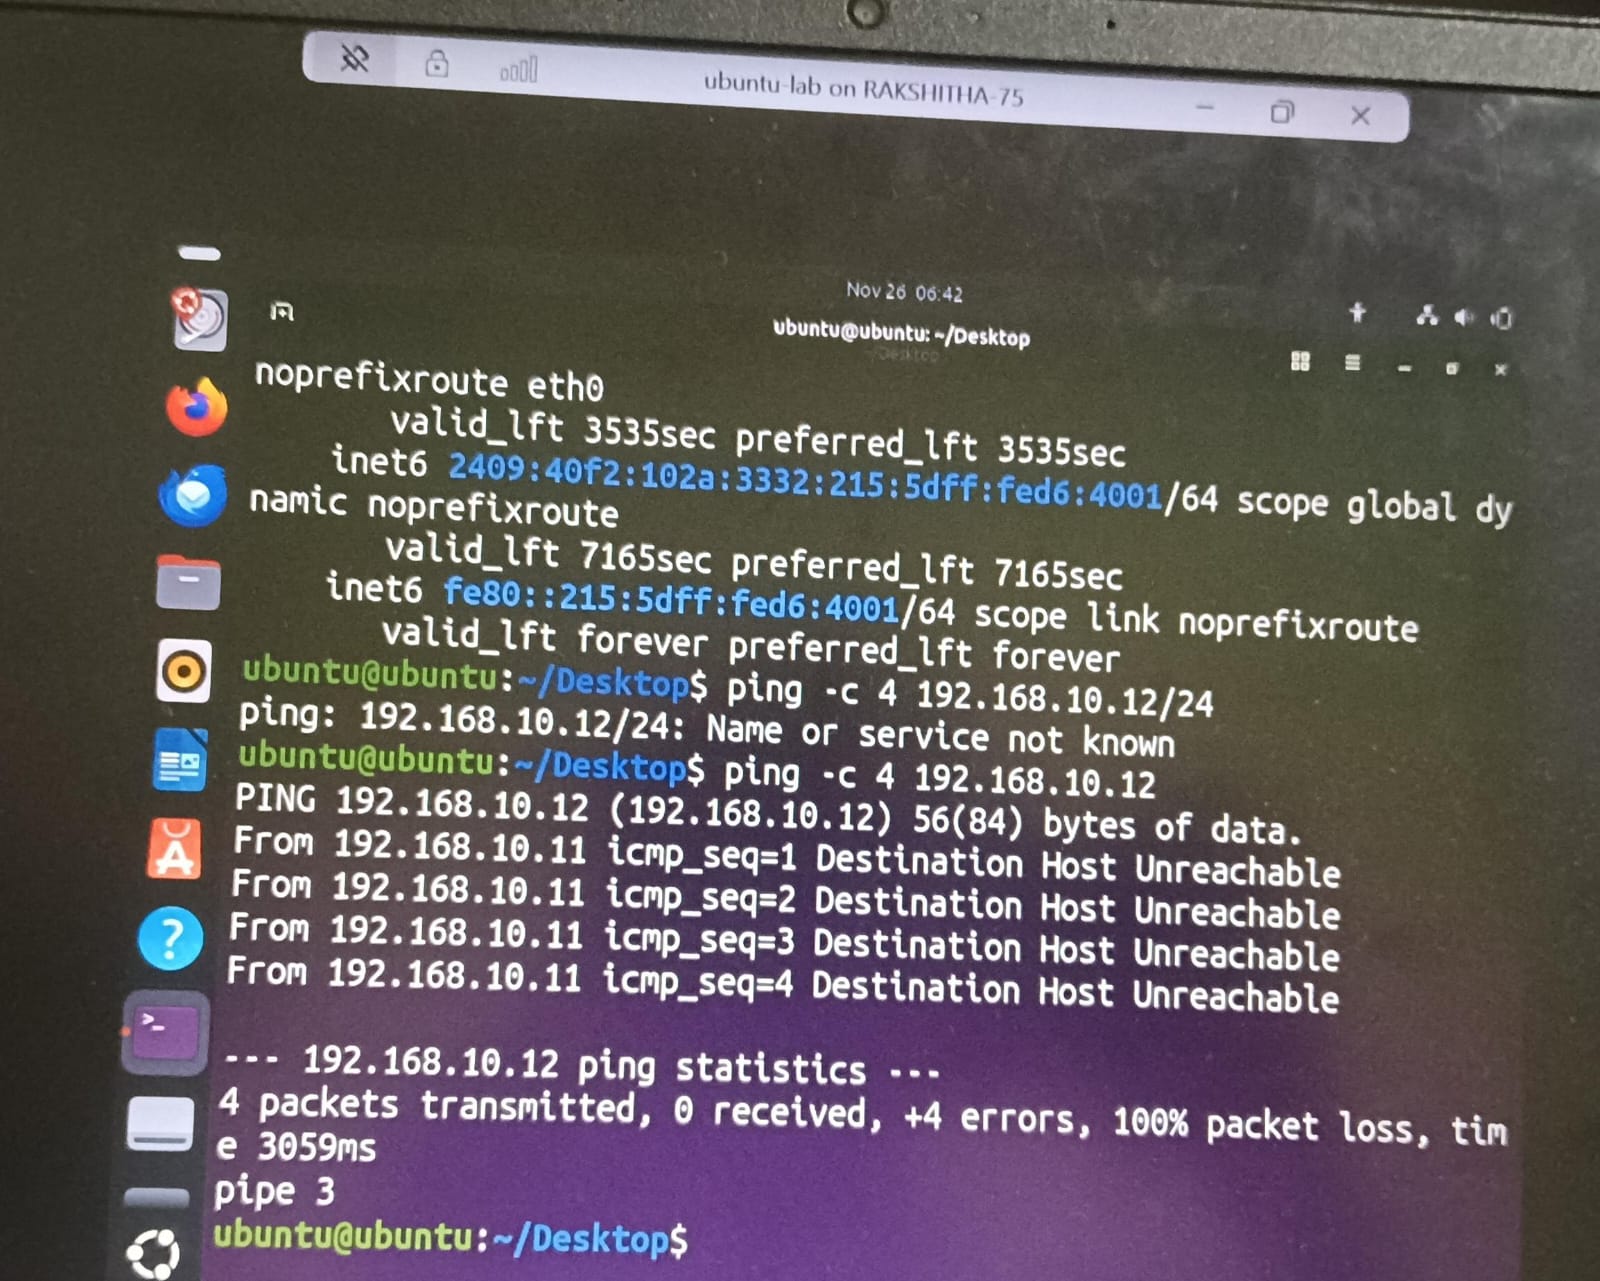 ubuntu-lab on RAKSHITHA-75
Nov 26 06:42
ubuntu@ubuntu: ~/Desktop
~/Desktop
noprefixroute eth0
valid_lft 3535sec preferred_lft 3535sec
inet6 2409:40f2:102a:3332:215:5dff:fed6:4001/64 scope global dy
namic noprefixroute
valid_lft 7165sec preferred_lft 7165sec
inet6 fe80::215:5dff:fed6:4001/64 scope link noprefixroute
valid_lft forever preferred_lft forever
ubuntu@ubuntu:~/Desktop$ ping -c 4 192.168.10.12/24
ping: 192.168.10.12/24: Name or service not known
ubuntu@ubuntu:~/Desktop$ ping -c 4 192.168.10.12
PING 192.168.10.12 (192.168.10.12) 56(84) bytes of data.
From 192.168.10.11 icmp_seq=1 Destination Host Unreachable
From 192.168.10.11 icmp_seq=2 Destination Host Unreachable
From 192.168.10.11 icmp_seq=3 Destination Host Unreachable
From 192.168.10.11 icmp_seq=4 Destination Host Unreachable
--- 192.168.10.12 ping statistics ---
4 packets transmitted, 0 received, +4 errors, 100% packet loss, tim
e 3059ms
pipe 3
ubuntu@ubuntu:~/Desktop$